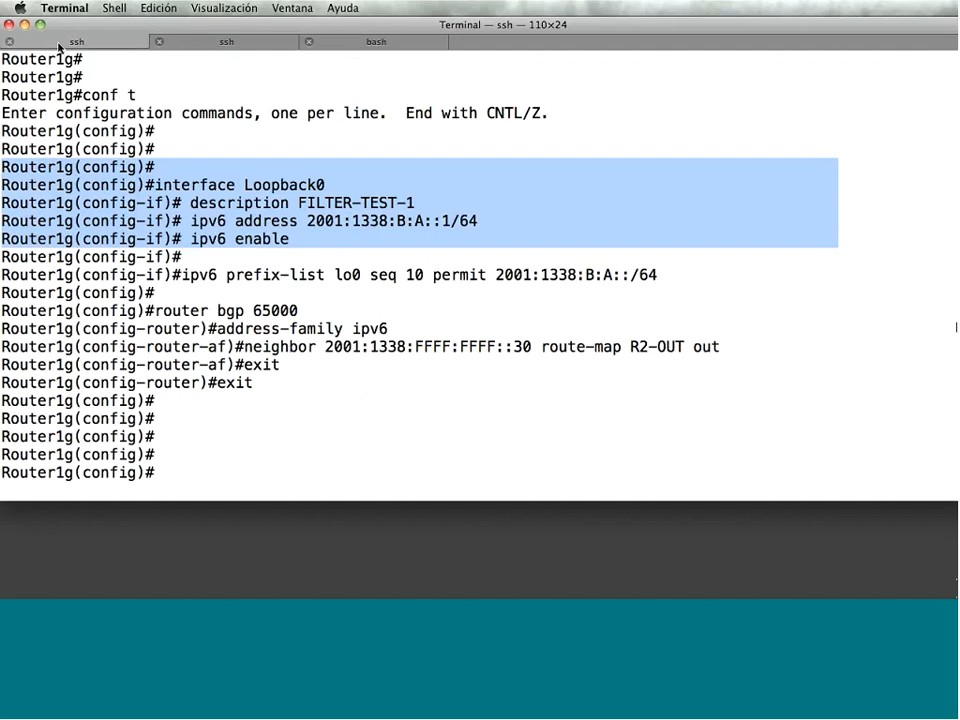 Terminal Shell Edición Visualización Ventana Ayuda
Terminal — ssh — 110×24
ssh ssh bash
Router1g#
Router1g#
Router1g#conf t
Enter configuration commands, one per line.  End with CNTL/Z.
Router1g(config)#
Router1g(config)#
Router1g(config)#
Router1g(config)#interface Loopback0
Router1g(config-if)# description FILTER-TEST-1
Router1g(config-if)# ipv6 address 2001:1338:B:A::1/64
Router1g(config-if)# ipv6 enable
Router1g(config-if)#
Router1g(config-if)#ipv6 prefix-list lo0 seq 10 permit 2001:1338:B:A::/64
Router1g(config)#
Router1g(config)#router bgp 65000
Router1g(config-router)#address-family ipv6
Router1g(config-router-af)#neighbor 2001:1338:FFFF:FFFF::30 route-map R2-OUT out
Router1g(config-router-af)#exit
Router1g(config-router)#exit
Router1g(config)#
Router1g(config)#
Router1g(config)#
Router1g(config)#
Router1g(config)#